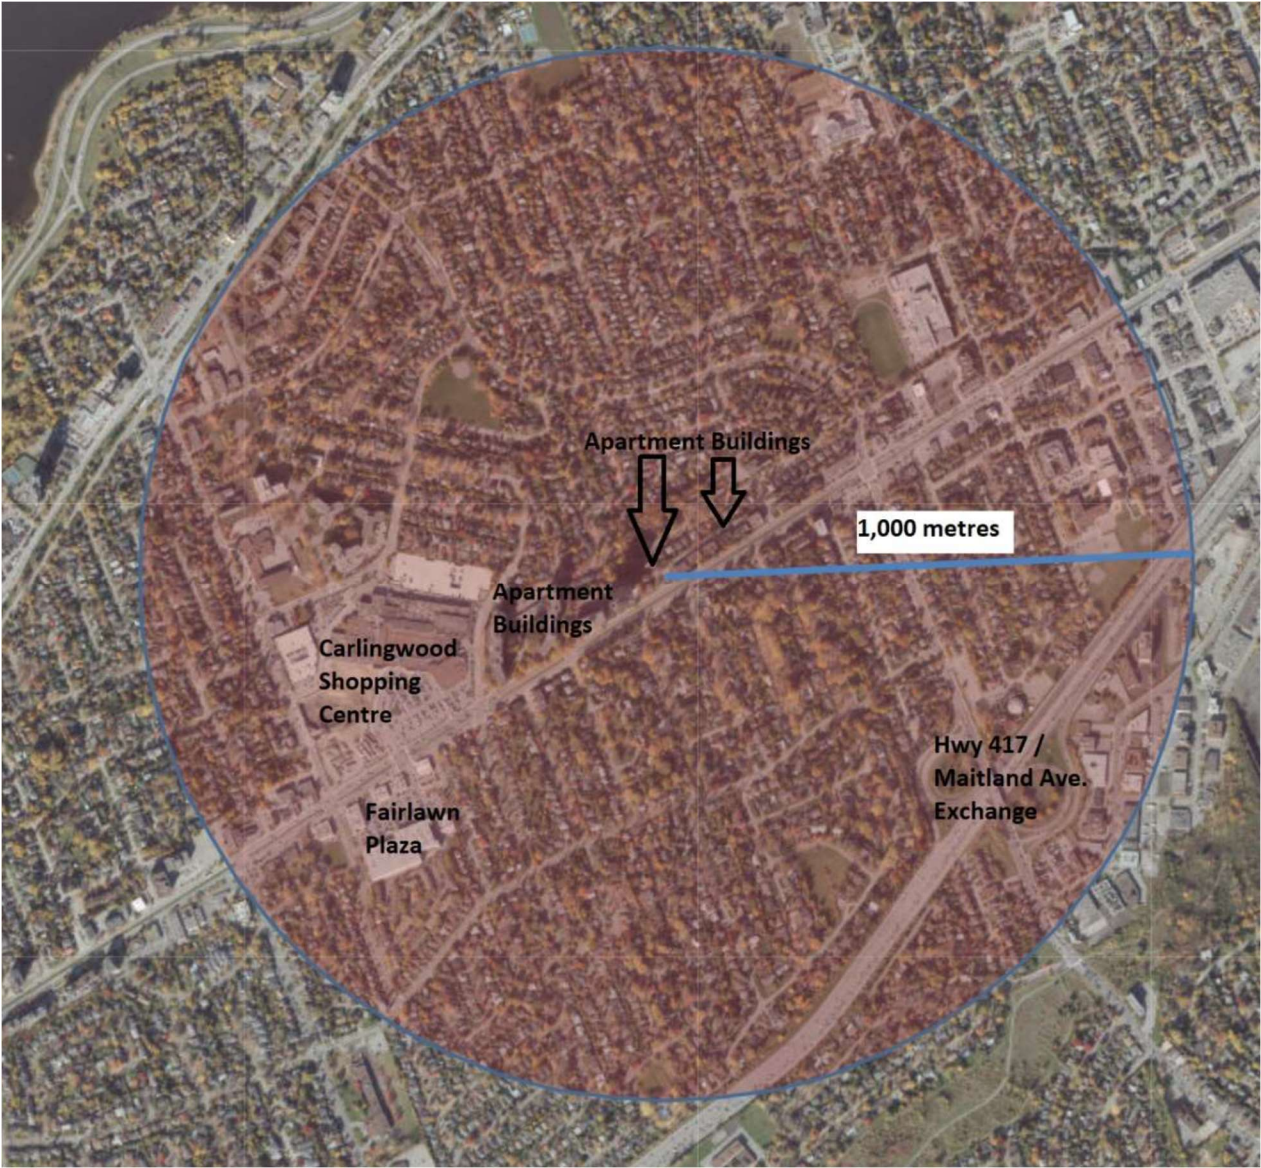 Apartment Buildings
1,000 metres
Apartment
Buildings
Carlingwood
Shopping
Centre
Hwy 417 /
Maitland Ave.
Exchange
Fairlawn
Plaza